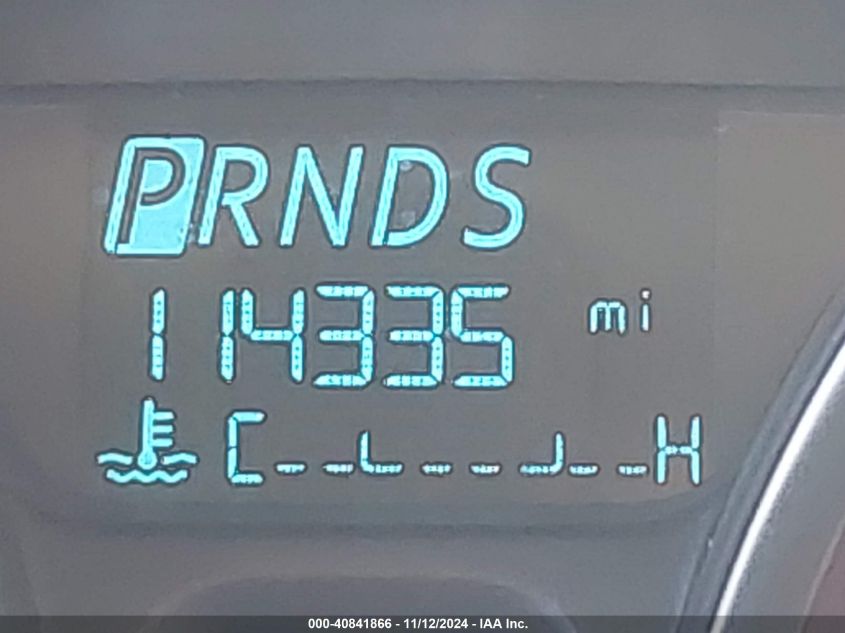 PRNDS
114335 mi
C H
000-40841866 - 11/12/2024 - IAA Inc.